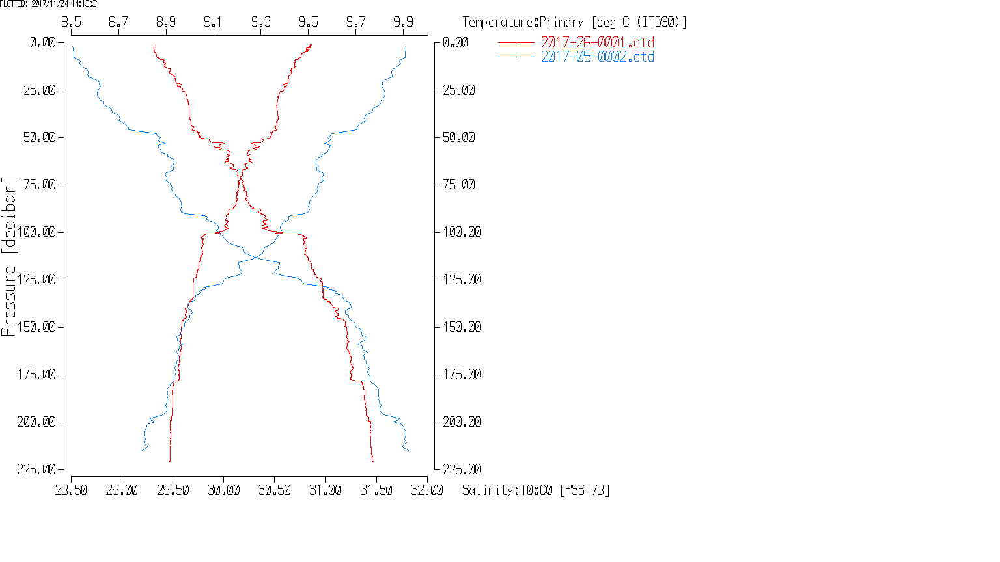 PLOTTED: 2017/11/24 14:13:31
8.5 8.7 8.9 9.1 9.3 9.5 9.7 9.9 Temperature:Primary [deg C (ITS90)]
0.00 0.00 2017-26-0001.ctd
2017-05-0002.ctd
25.00 25.00
50.00 50.00
75.00 75.00
100.00 100.00
125.00 125.00
150.00 150.00
175.00 175.00
200.00 200.00
225.00 225.00
Pressure [decibar]
28.50 29.00 29.50 30.00 30.50 31.00 31.50 32.00 Salinity:T0:C0 [PSS-78]